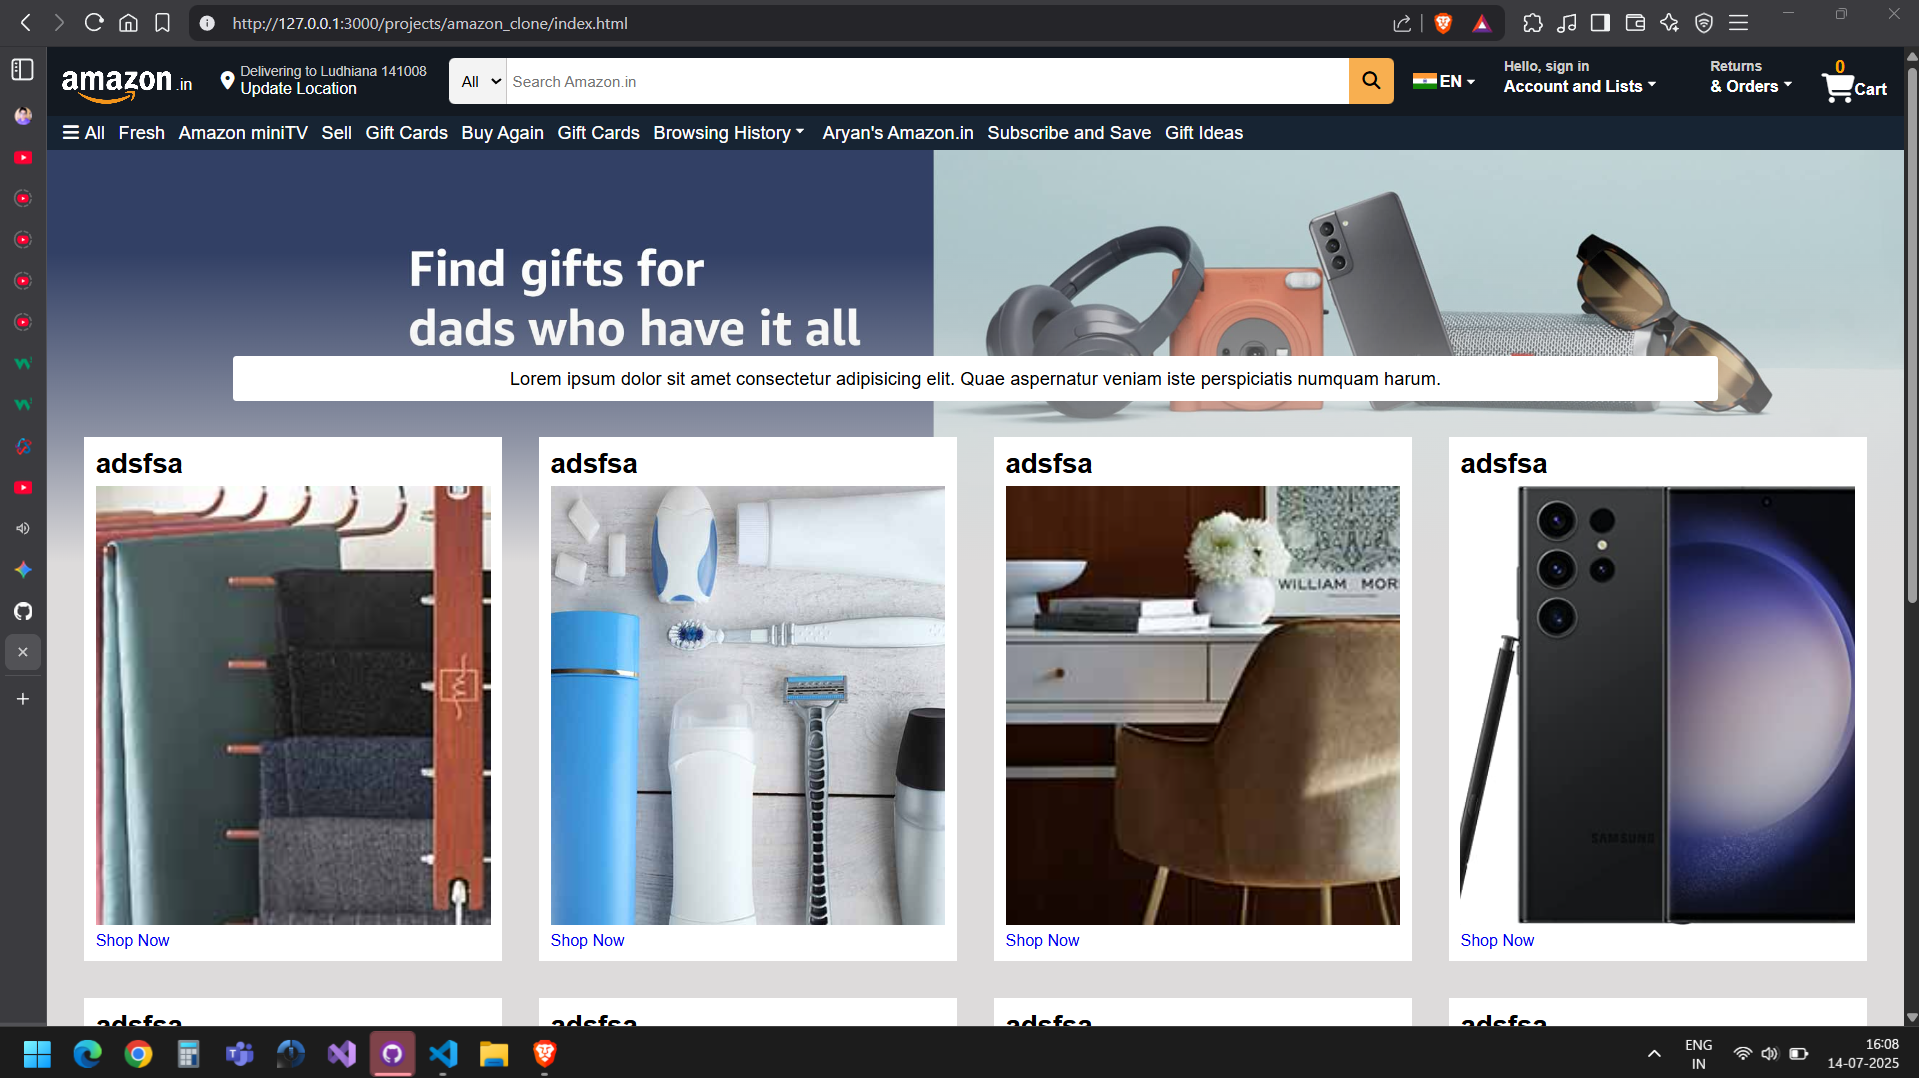 http://127.0.0.1:3000/projects/amazon_clone/index.html
amazon.in
Delivering to Ludhiana 141008
Update Location
All
Search Amazon.in
EN
Hello, sign in
Account and Lists
Returns
& Orders
0
Cart
All Fresh Amazon miniTV Sell Gift Cards Buy Again Gift Cards Browsing History Aryan's Amazon.in Subscribe and Save Gift Ideas
Find gifts for
dads who have it all
Lorem ipsum dolor sit amet consectetur adipisicing elit. Quae aspernatur veniam iste perspiciatis numquam harum.
adsfsa
adsfsa
adsfsa
adsfsa
WILLIAM MOR
SAMSUNG
Shop Now
Shop Now
Shop Now
Shop Now
adsfsa
adsfsa
adsfsa
adsfsa
ENG
IN
16:08
14-07-2025